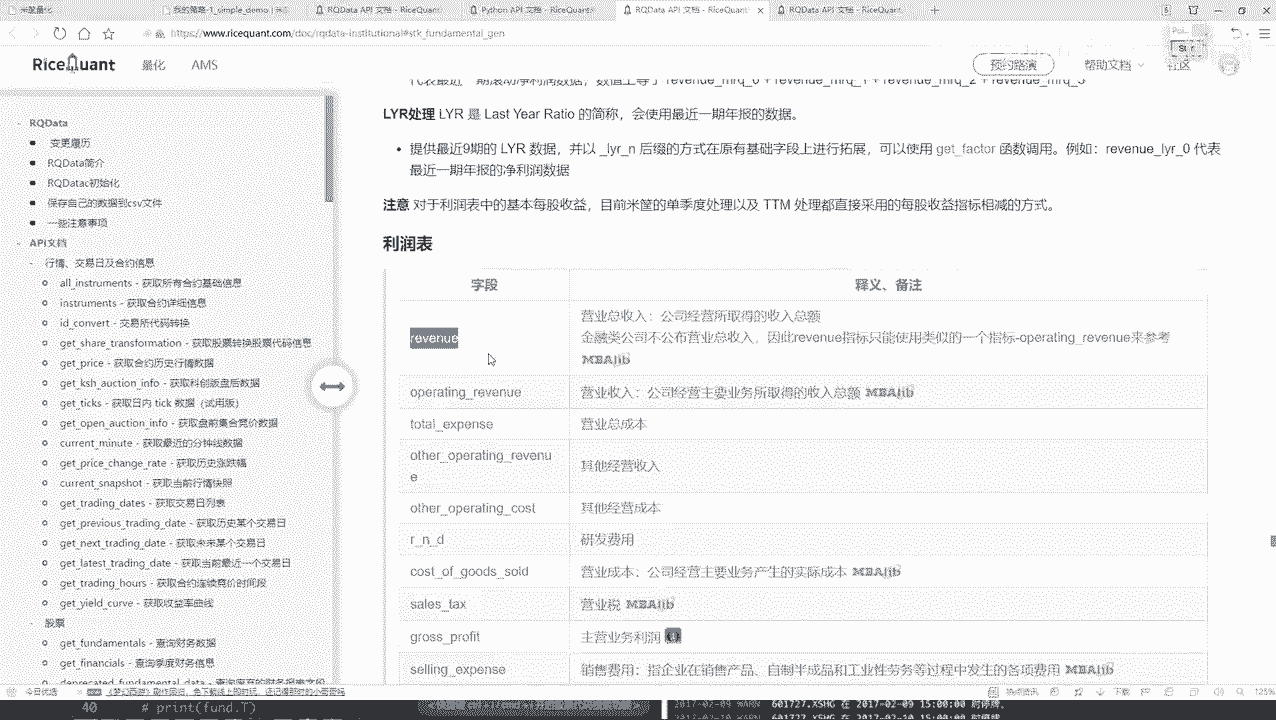 米筐量化
我的策略-1_simple_demo | 米
RQData API 文档 - RiceQuant
Python API 文档 - RiceQuant
RQData API 文档 - RiceQuant
RQData API 文档 - RiceQuant
https://www.ricequant.com/doc/rqdata-institutional#stk_fundamental_gen
RiceQuant 量化 AMS
预约路演 帮助文档 社区
RQData
变更履历
RQData简介
RQDatac初始化
保存自己的数据到csv文件
一些注意事项
API文档
行情、交易日及合约信息
all_instruments - 获取所有合约基础信息
instruments - 获取合约详细信息
id_convert - 交易所代码转换
get_share_transformation - 获取股票转换股票代码信息
get_price - 获取合约历史行情数据
get_ksh_auction_info - 获取科创版盘后数据
get_ticks - 获取日内 tick 数据（试用版）
get_open_auction_info - 获取盘前集合竞价数据
current_minute - 获取最近的分钟线数据
get_price_change_rate - 获取历史涨跌幅
current_snapshot - 获取当前行情快照
get_trading_dates - 获取交易日列表
get_previous_trading_date - 获取历史某个交易日
get_next_trading_date - 获取未来某个交易日
get_latest_trading_date - 获取当前最近一个交易日
get_trading_hours - 获取合约连续竞价时间段
get_yield_curve - 获取收益率曲线
股票
get_fundamentals - 查询财务数据
get_financials - 查询季度财务信息
代表最近一期滚动净利润数据，数值上等于 revenue_mrq_0 + revenue_mrq_1 + revenue_mrq_2 + revenue_mrq_3
LYR处理 LYR 是 Last Year Ratio 的简称，会使用最近一期年报的数据。
提供最近9期的 LYR 数据，并以 _lyr_n 后缀的方式在原有基础字段上进行拓展，可以使用 get_factor 函数调用。例如：revenue_lyr_0 代表
最近一期年报的净利润数据
注意 对于利润表中的基本每股收益，目前米筐的单季度处理以及 TTM 处理都直接采用的每股收益指标相减的方式。
利润表
字段 释义、备注
revenue 营业总收入：公司经营所取得的收入总额
金融类公司不公布营业总收入，因此revenue指标只能使用类似的一个指标-operating_revenue来参考
MBAlib
operating_revenue 营业收入：公司经营主要业务所取得的收入总额 MBAlib
total_expense 营业总成本
other_operating_revenu
e 其他经营收入
other_operating_cost 其他经营成本
r_n_d 研发费用
cost_of_goods_sold 营业成本：公司经营主要业务产生的实际成本 MBAlib
sales_tax 营业税 MBAlib
gross_profit 主营业务利润
selling_expense 销售费用：指企业在销售产品、自制半成品和工业性劳务等过程中发生的各项费用 MBAlib
今日优选
下载
125%
40 # print(fund.T)
2017-02-09 WARN 601727.XSHG 在 2017-02-09 15:00:00 时停牌。